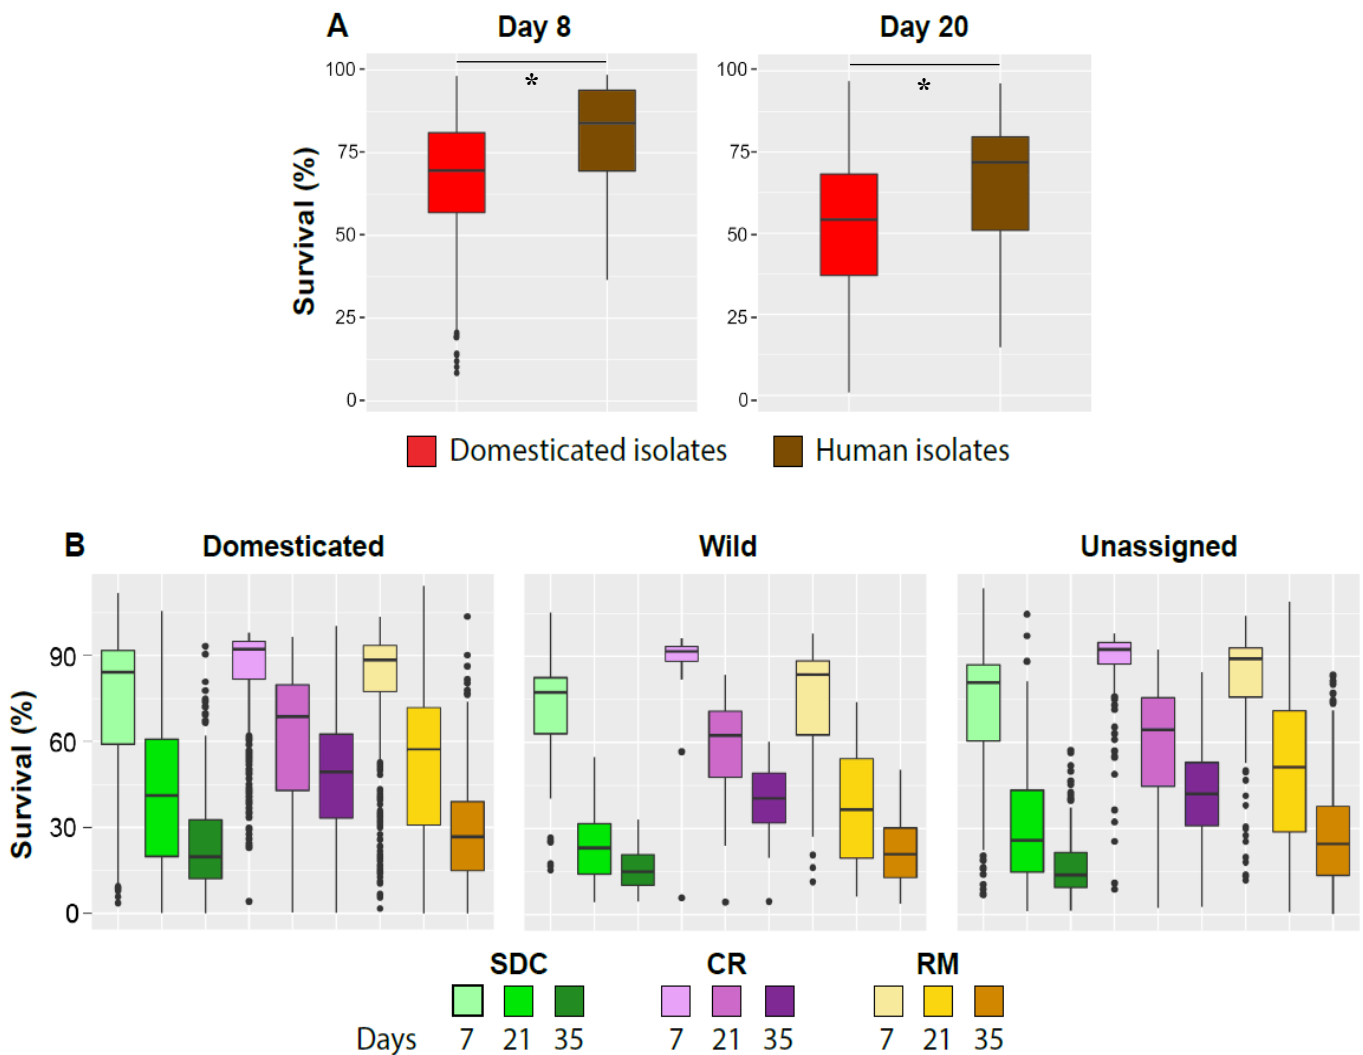 A
Day 8
Day 20
Survival (%)
100
75
50
25
0
*
100
75
50
25
0
*
Domesticated isolates
Human isolates
B
Domesticated
Wild
Unassigned
Survival (%)
90
60
30
0
SDC
CR
RM
Days 7 21 35 7 21 35 7 21 35